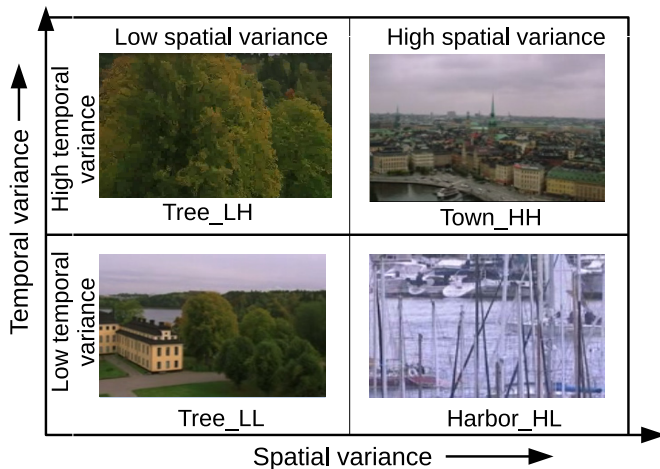 Low spatial variance
High spatial variance
Temporal variance
High temporal
variance
Tree_LH
Town_HH
Low temporal
variance
Tree_LL
Harbor_HL
Spatial variance